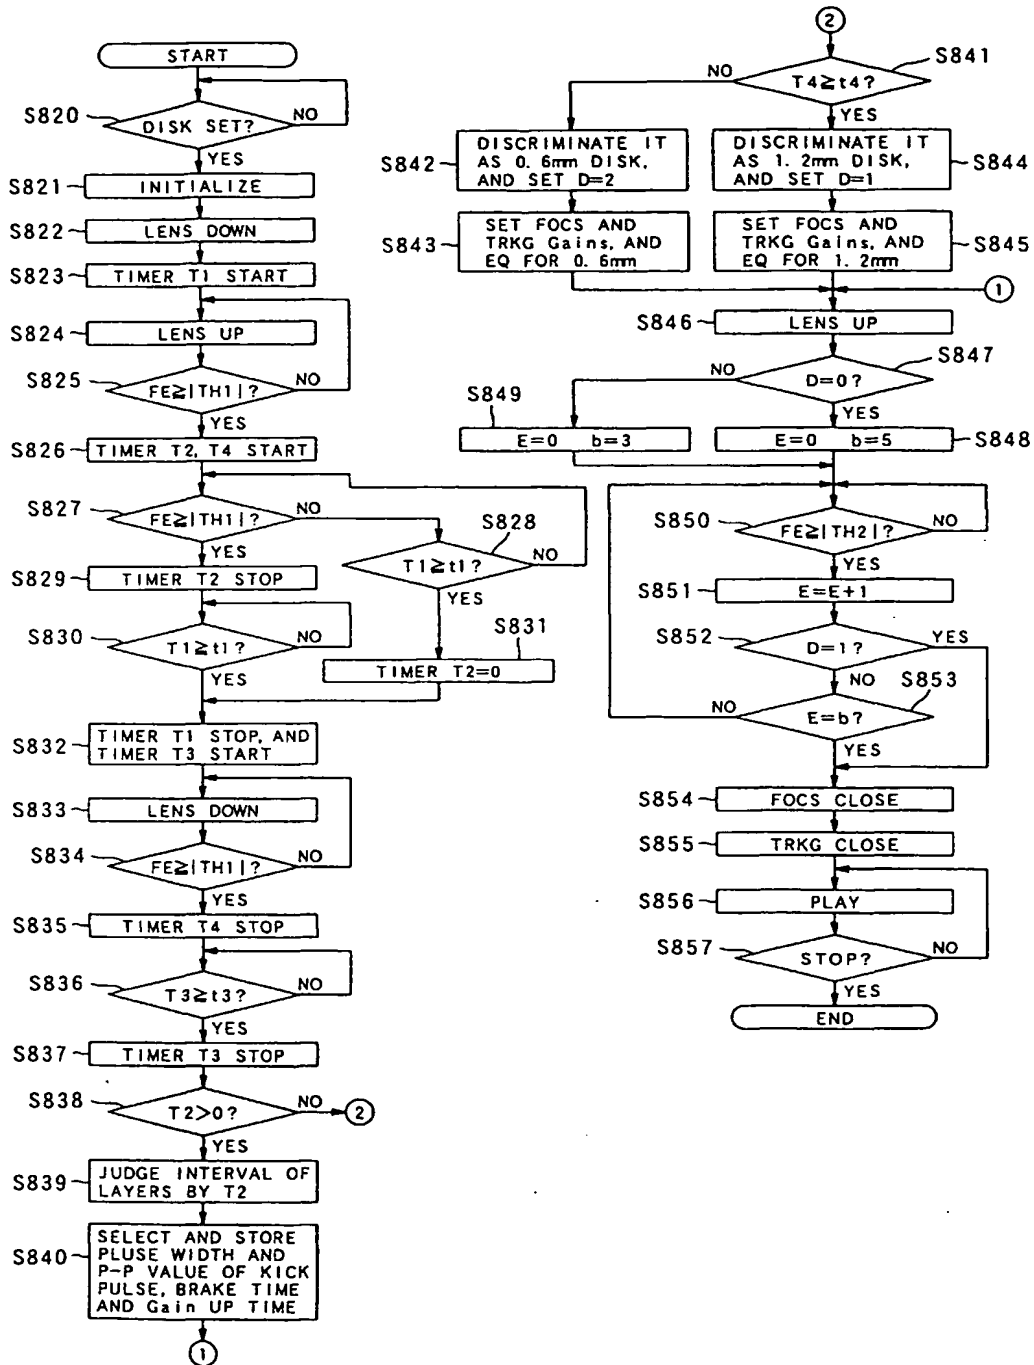 START
S820
DISK SET?
NO
YES
S821
INITIALIZE
S822
LENS DOWN
S823
TIMER T1 START
S824
LENS UP
S825
FE≧|TH1|?
NO
YES
S826
TIMER T2, T4 START
S827
FE≧|TH1|?
NO
YES
S828
T1≧t1?
NO
YES
S829
TIMER T2 STOP
S830
T1≧t1?
NO
YES
S831
TIMER T2=0
S832
TIMER T1 STOP, AND
TIMER T3 START
S833
LENS DOWN
S834
FE≧|TH1|?
NO
YES
S835
TIMER T4 STOP
S836
T3≧t3?
NO
YES
S837
TIMER T3 STOP
S838
T2>0?
NO
2
YES
S839
JUDGE INTERVAL OF
LAYERS BY T2
S840
SELECT AND STORE
PLUSE WIDTH AND
P-P VALUE OF KICK
PULSE, BRAKE TIME
AND Gain UP TIME
1
2
S841
T4≧t4?
NO
YES
S842
DISCRIMINATE IT
AS 0.6mm DISK,
AND SET D=2
S844
DISCRIMINATE IT
AS 1.2mm DISK,
AND SET D=1
S843
SET FOCS AND
TRKG Gains, AND
EQ FOR 0.6mm
S845
SET FOCS AND
TRKG Gains, AND
EQ FOR 1.2mm
1
S846
LENS UP
S847
D=0?
NO
YES
S849
E=0 b=3
S848
E=0 b=5
S850
FE≧|TH2|?
NO
YES
S851
E=E+1
S852
D=1?
YES
NO
S853
E=b?
NO
YES
S854
FOCS CLOSE
S855
TRKG CLOSE
S856
PLAY
S857
STOP?
NO
YES
END